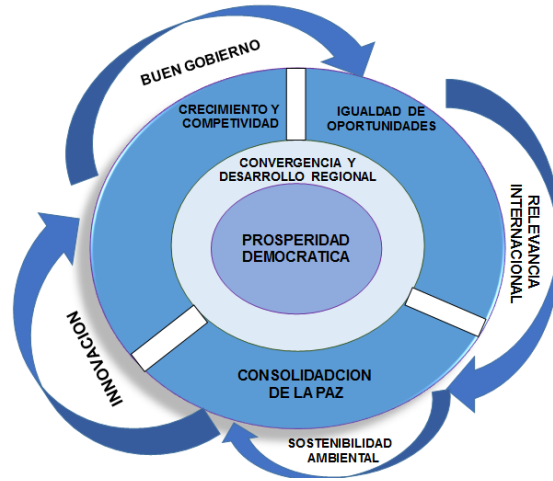 BUEN GOBIERNO
CRECIMIENTO Y
COMPETIVIDAD
IGUALDAD DE
OPORTUNIDADES
CONVERGENCIA Y
DESARROLLO REGIONAL
RELEVANCIA
INTERNACIONAL
PROSPERIDAD
DEMOCRATICA
INNOVACION
CONSOLIDADCION
DE LA PAZ
SOSTENIBILIDAD
AMBIENTAL